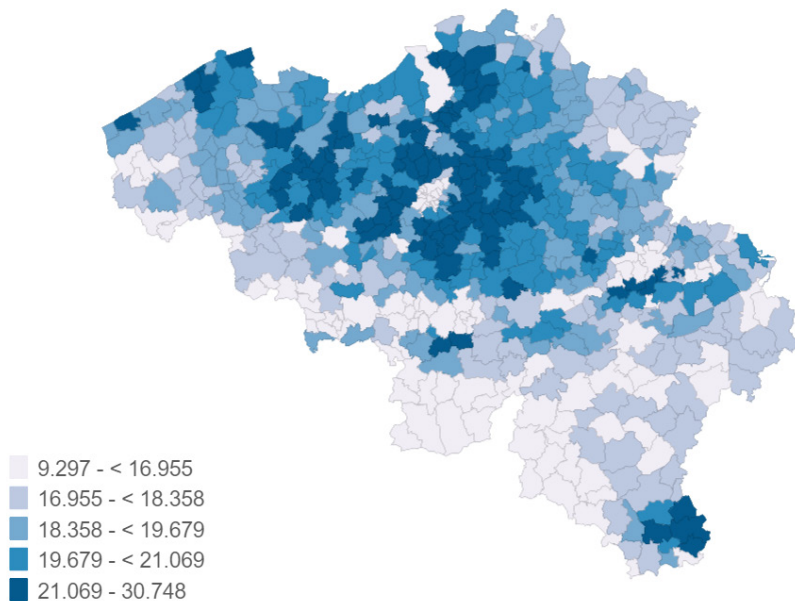 9.297 - < 16.955
16.955 - < 18.358
18.358 - < 19.679
19.679 - < 21.069
21.069 - 30.748